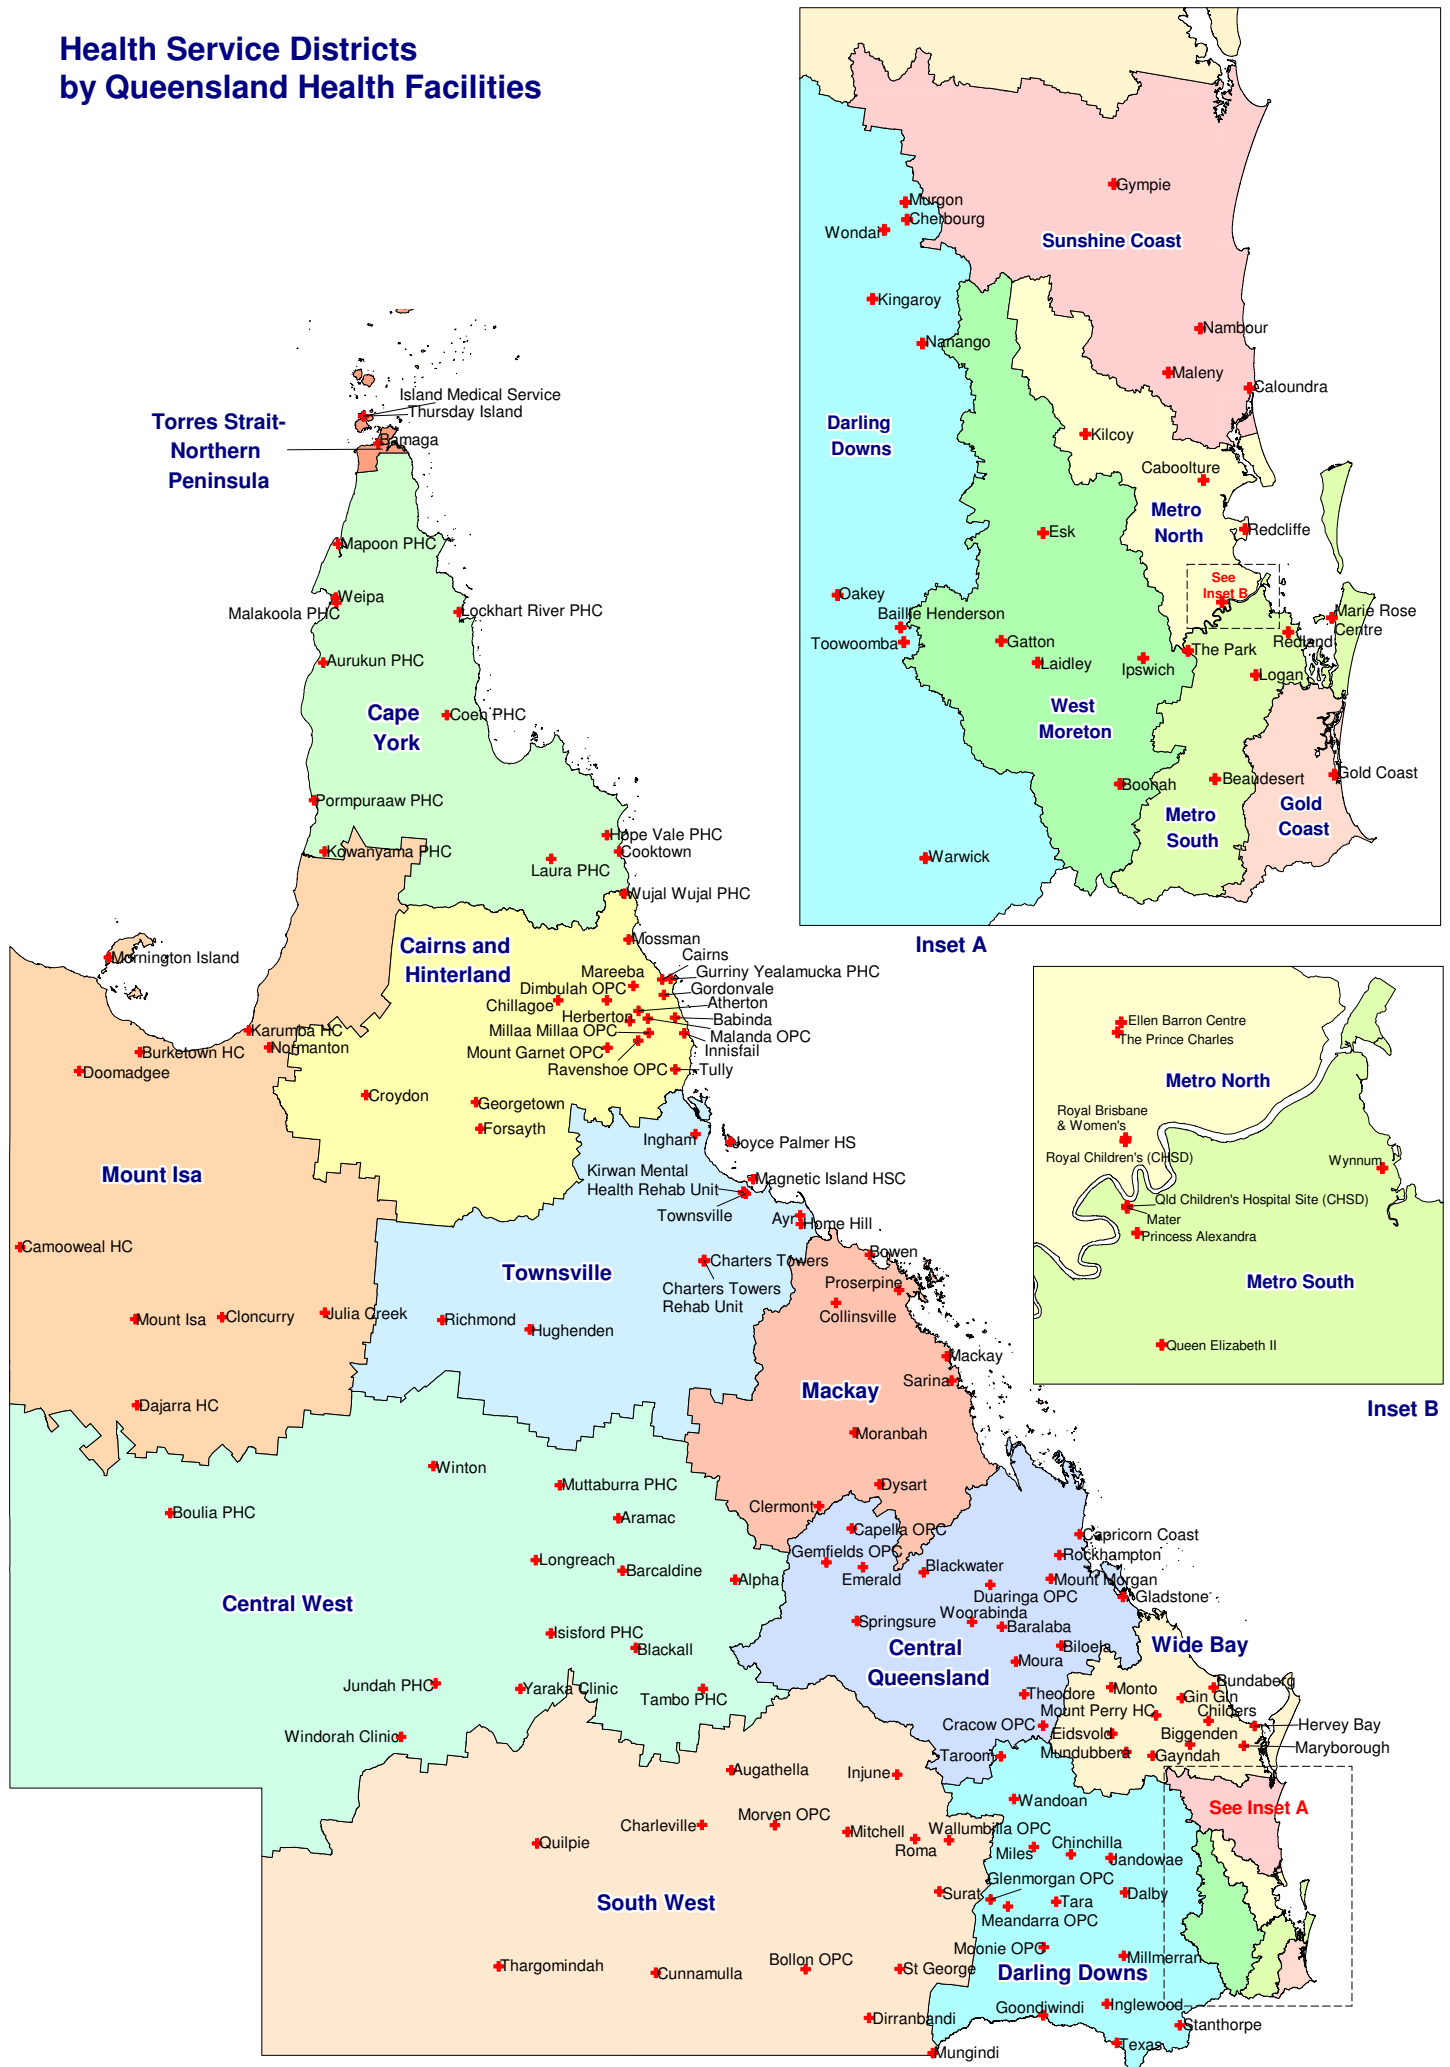 Health Service Districts
by Queensland Health Facilities
Gympie
Murgon
Cherbourg
Wondai
Sunshine Coast
Kingaroy
Nambour
Nanango
Maleny
Caloundra
Darling
Downs
Kilcoy
Caboolture
Metro
North
Esk
Redcliffe
See
Inset B
Oakey
Baillie Henderson
Marie Rose
Centre
Toowoomba
Gatton
Redland
The Park
Laidley
Ipswich
Logan
West
Moreton
Boonah
Beaudesert
Gold Coast
Metro
South
Gold
Coast
Warwick
Inset A
Island Medical Service
Thursday Island
Torres Strait-
Northern
Peninsula
Bamaga
Mapoon PHC
Weipa
Malakoola PHC
Lockhart River PHC
Aurukun PHC
Cape
York
Coen PHC
Pormpuraaw PHC
Hope Vale PHC
Kowanyama PHC
Cooktown
Laura PHC
Wujal Wujal PHC
Cairns and
Hinterland
Mossman
Mornington Island
Cairns
Mareeba
Gurriny Yealamucka PHC
Dimbulah OPC
Gordonvale
Chillagoe
Atherton
Herberton
Babinda
Karumba HC
Millaa Millaa OPC
Malanda OPC
Normanton
Burketown HC
Mount Garnet OPC
Innisfail
Doomadgee
Ravenshoe OPC
Tully
Croydon
Georgetown
Forsayth
Ingham
Joyce Palmer HS
Mount Isa
Kirwan Mental
Health Rehab Unit
Magnetic Island HSC
Townsville
Ayr
Home Hill
Camooweal HC
Bowen
Charters Towers
Townsville
Proserpine
Charters Towers
Rehab Unit
Collinsville
Mount Isa
Cloncurry
Julia Creek
Richmond
Hughenden
Mackay
Sarina
Mackay
Dajarra HC
Moranbah
Winton
Muttaburra PHC
Dysart
Boulia PHC
Clermont
Aramac
Capella OPC
Capricorn Coast
Longreach
Gemfields OPC
Rockhampton
Barcaldine
Blackwater
Alpha
Emerald
Mount Morgan
Duaringa OPC
Gladstone
Central West
Woorabinda
Springsure
Baralaba
Isisford PHC
Central
Queensland
Blackall
Biloela
Wide Bay
Moura
Jundah PHC
Yaraka Clinic
Tambo PHC
Theodore
Monto
Bundaberg
Gin Gin
Mount Perry HC
Childers
Cracow OPC
Hervey Bay
Windorah Clinic
Eidsvold
Biggenden
Maryborough
Taroom
Mundubbera
Gayndah
Augathella
Injune
Wandoan
See Inset A
Charleville
Morven OPC
Mitchell
Wallumbilla OPC
Quilpie
Roma
Miles
Chinchilla
Jandowae
Glenmorgan OPC
South West
Surat
Tara
Dalby
Meandarra OPC
Moonie OPC
Millmerran
Thargomindah
Cunnamulla
Bollon OPC
St George
Darling Downs
Goondiwindi
Inglewood
Dirranbandi
Stanthorpe
Texas
Mungindi
Ellen Barron Centre
The Prince Charles
Metro North
Royal Brisbane
& Women's
Royal Children's (CHSD)
Wynnum
Qld Children's Hospital Site (CHSD)
Mater
Princess Alexandra
Metro South
Queen Elizabeth II
Inset B